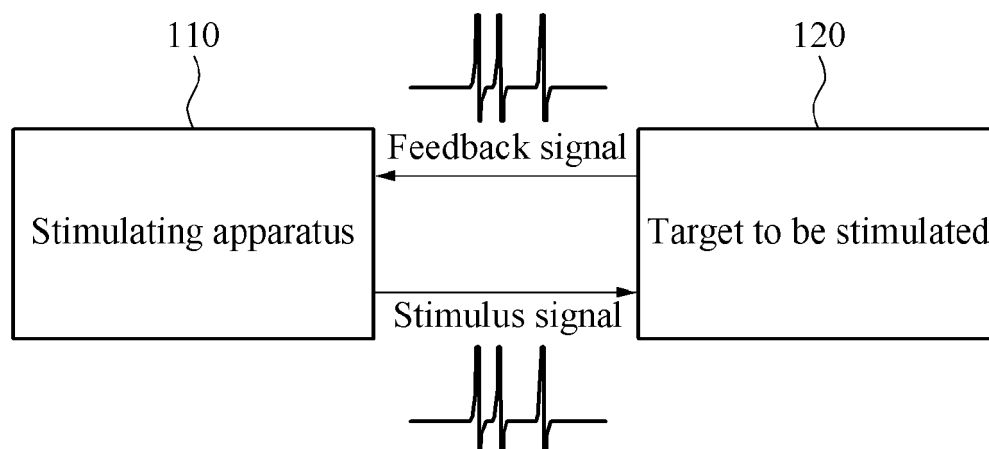 110
120
Feedback signal
Stimulating apparatus
Target to be stimulated
Stimulus signal